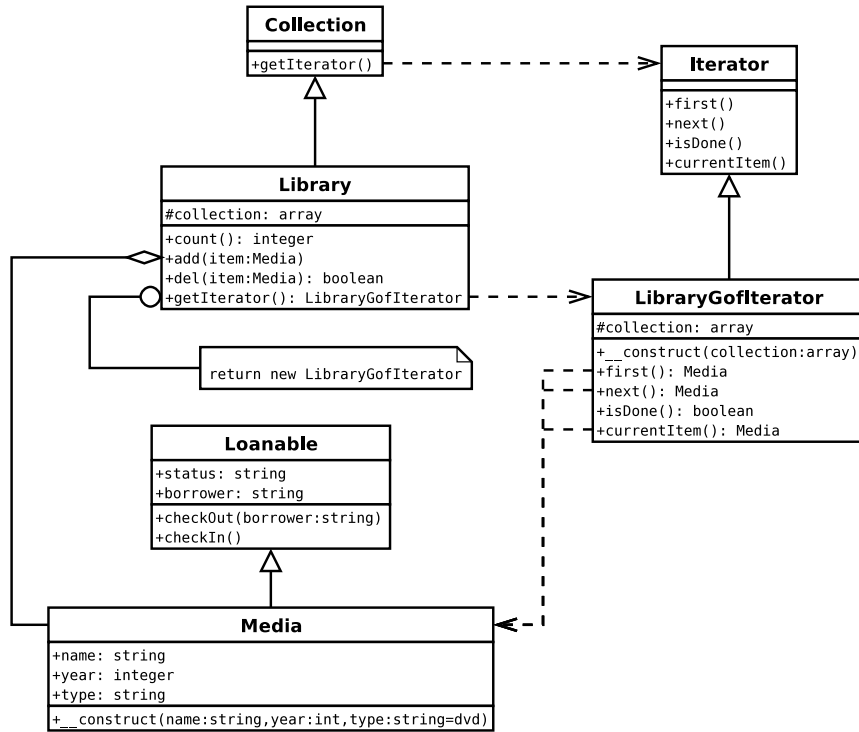 Collection
+getIterator()
Iterator
+first()
+next()
+isDone()
+currentItem()
Library
#collection: array
+count(): integer
+add(item:Media)
+del(item:Media): boolean
+getIterator(): LibraryGofIterator
LibraryGofIterator
#collection: array
+__construct(collection:array)
+first(): Media
+next(): Media
+isDone(): boolean
+currentItem(): Media
return new LibraryGofIterator
Loanable
+status: string
+borrower: string
+checkOut(borrower:string)
+checkIn()
Media
+name: string
+year: integer
+type: string
+__construct(name:string,year:int,type:string=dvd)